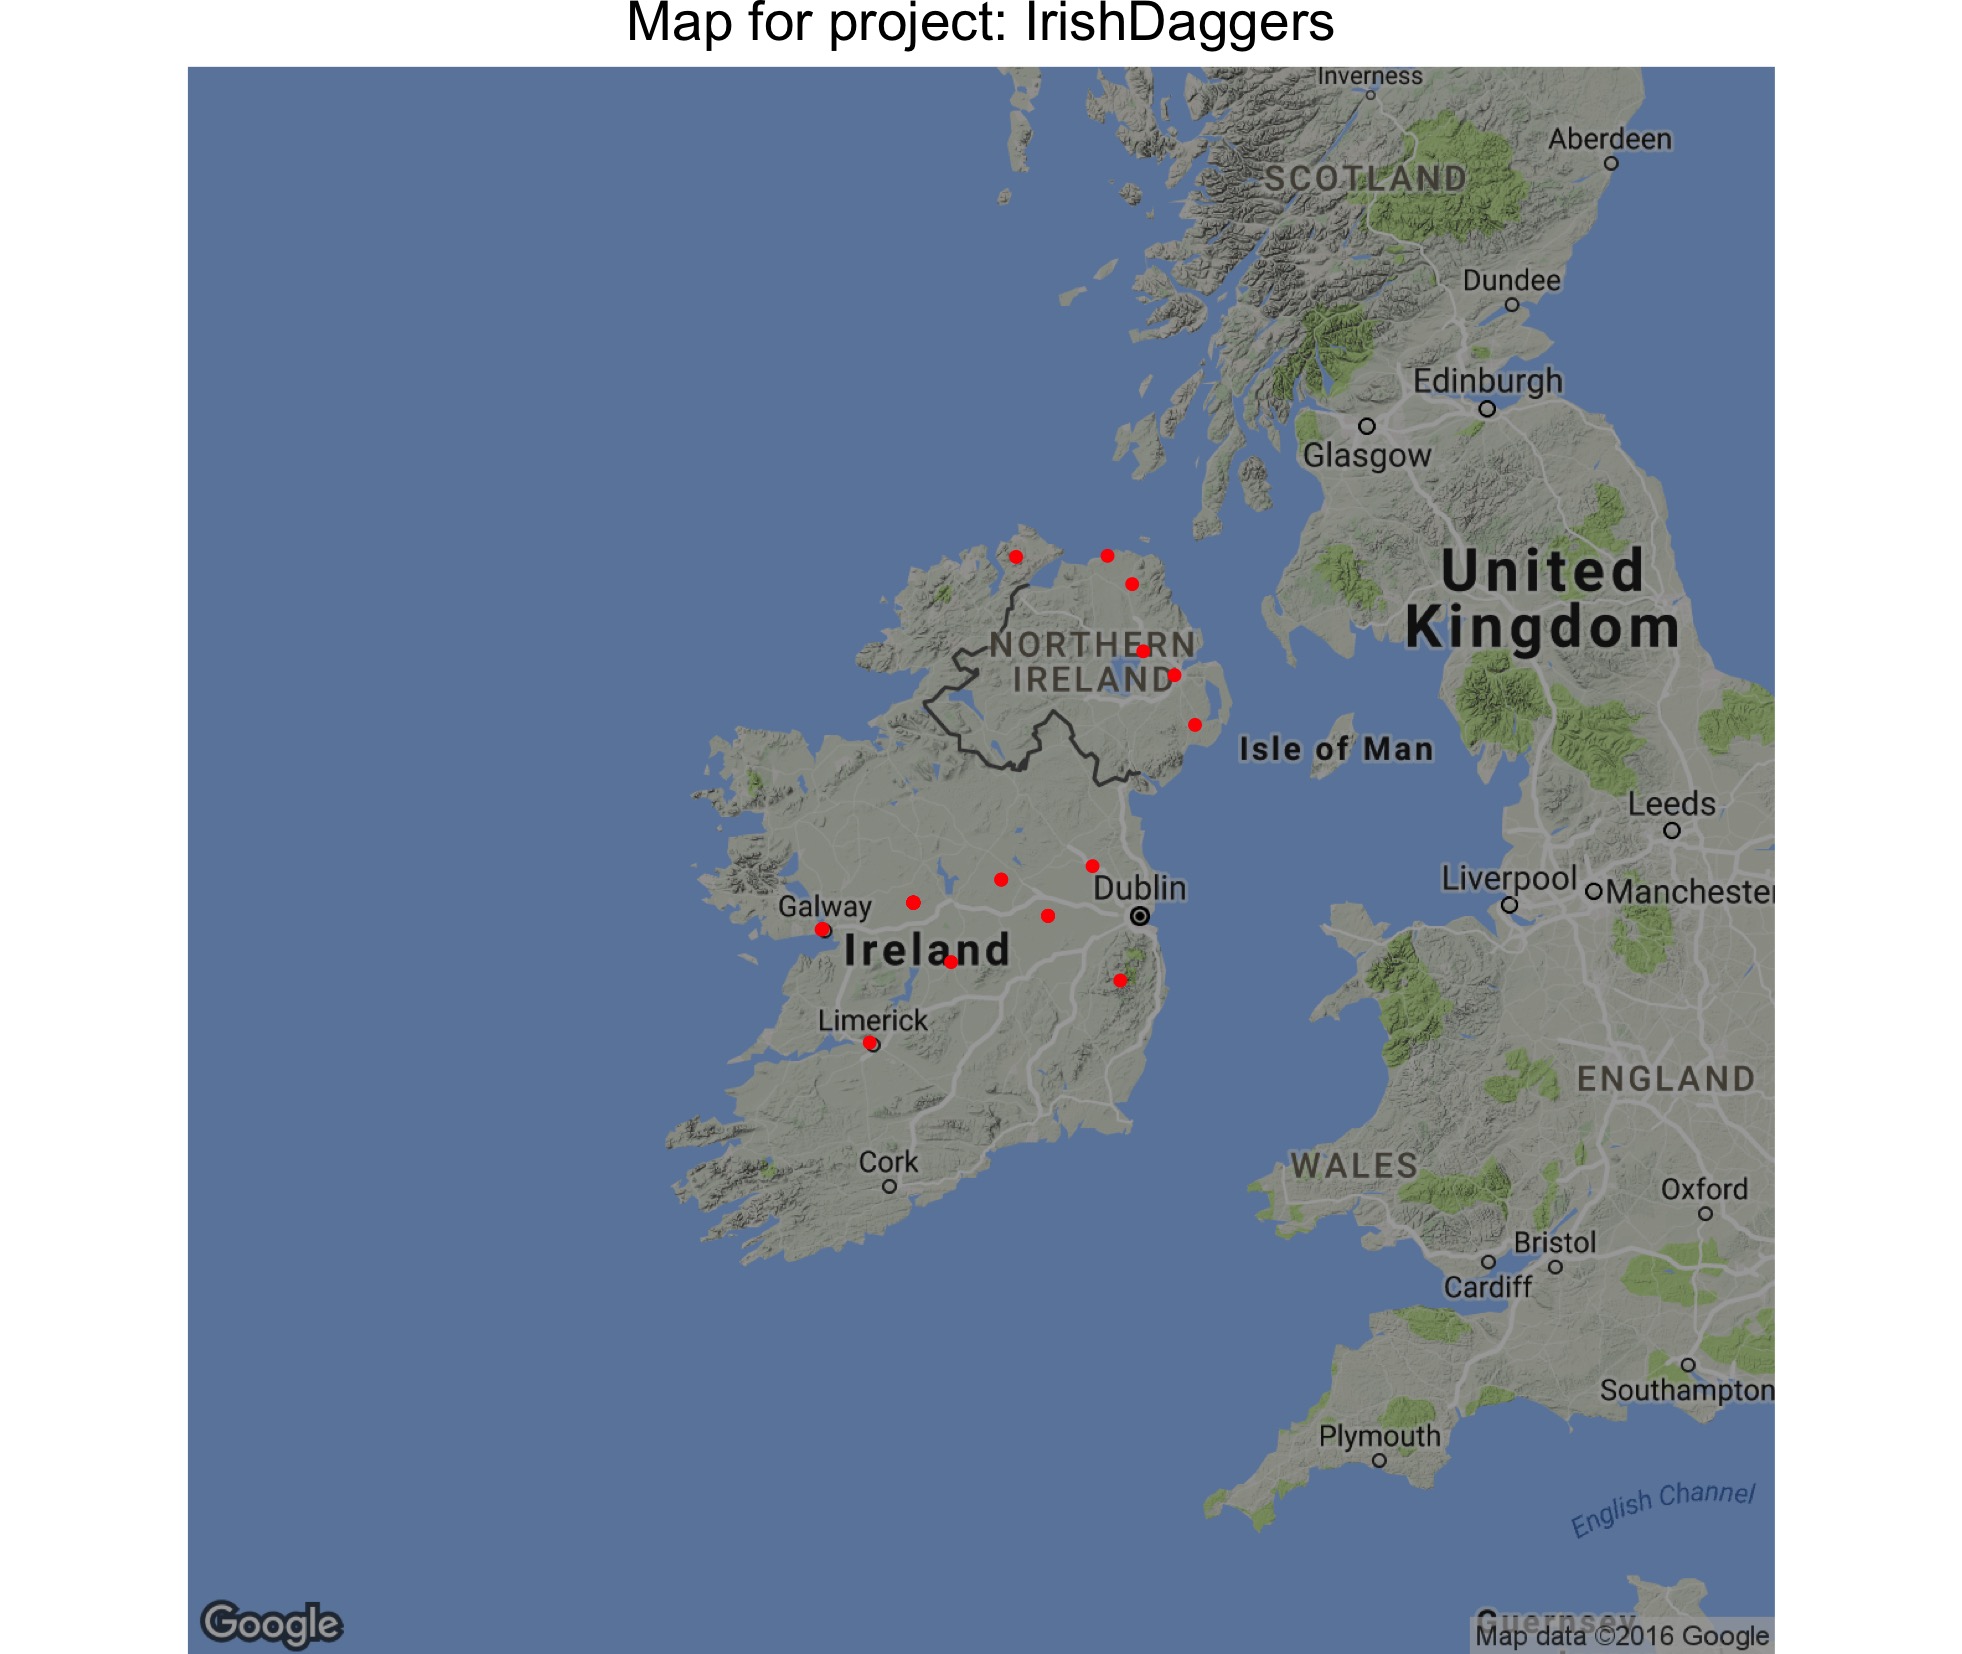 Map for project: IrishDaggers
Inverness
Aberdeen
SCOTLAND
Dundee
Edinburgh
Glasgow
United
Kingdom
NORTHERN
IRELAND
Isle of Man
Leeds
Liverpool
Manchester
Dublin
Galway
Ireland
Limerick
ENGLAND
Cork
WALES
Oxford
Bristol
Cardiff
Southampton
Plymouth
English Channel
Guernsey
Google
Map data ©2016 Google